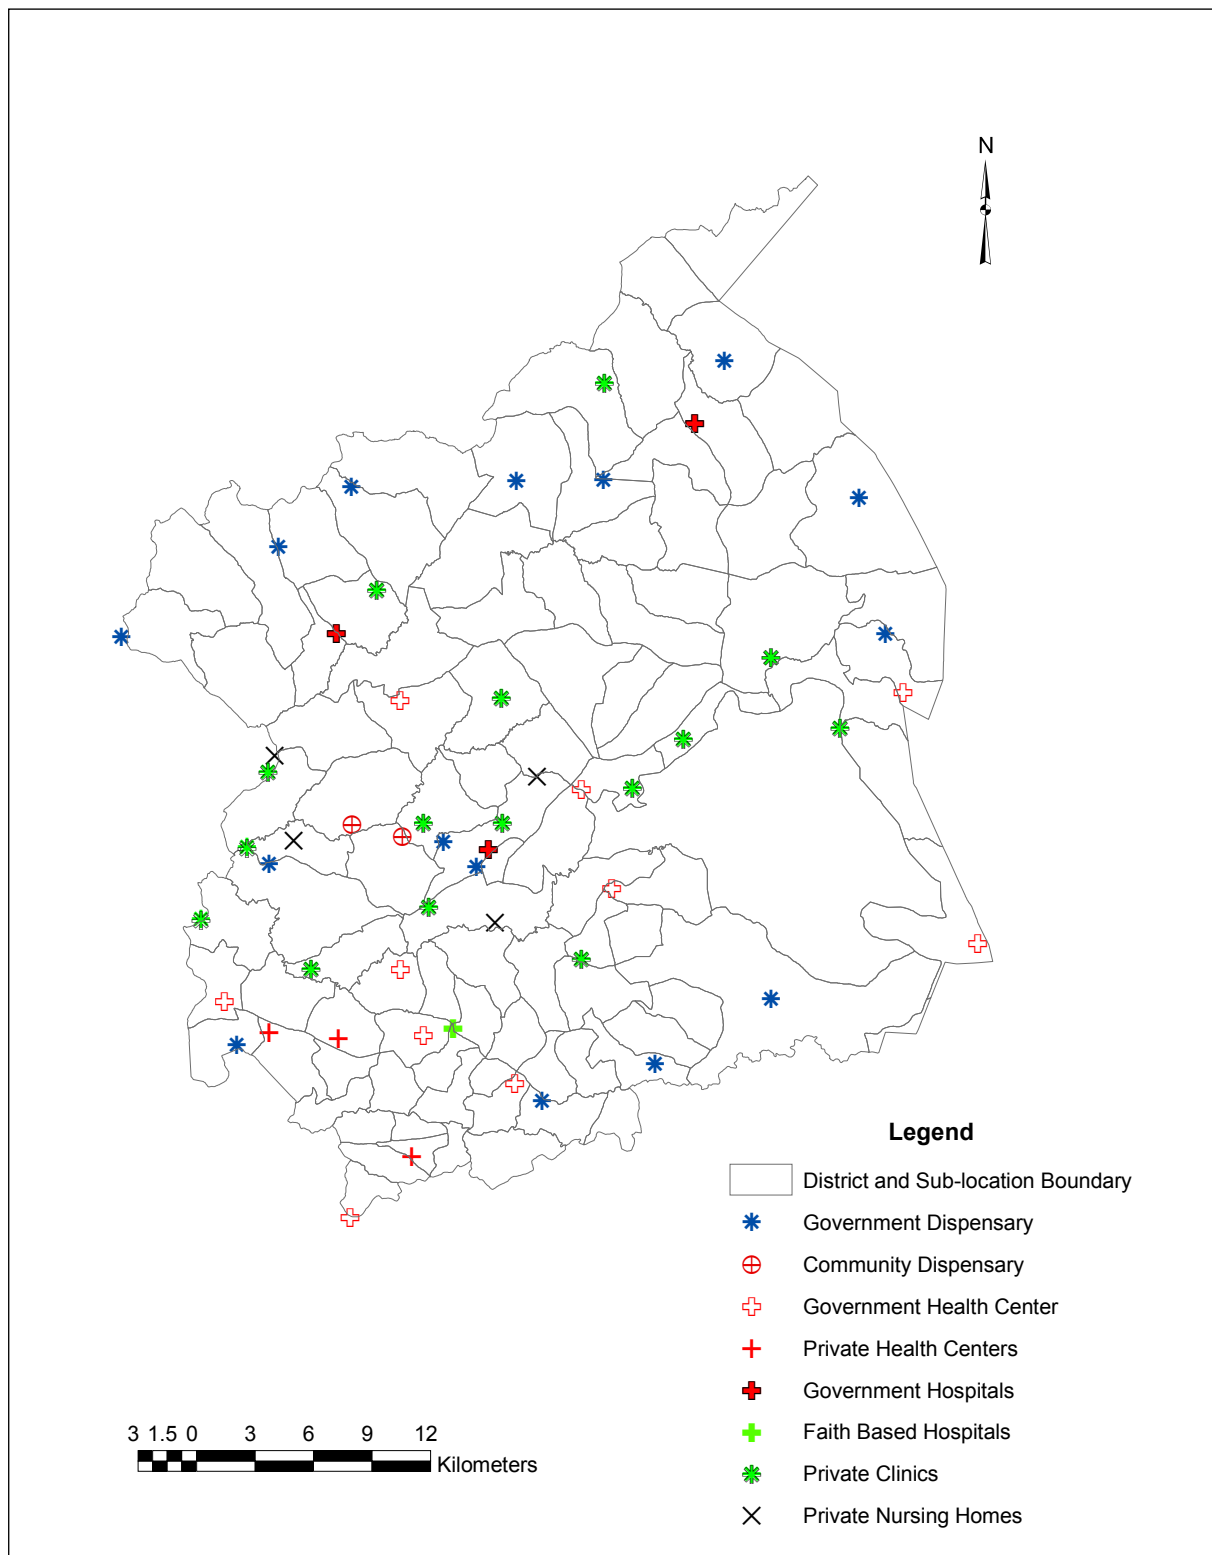 N
Legend
District and Sub-location Boundary
Government Dispensary
Community Dispensary
Government Health Center
Private Health Centers
Government Hospitals
Faith Based Hospitals
Private Clinics
Private Nursing Homes
3 1.5 0 3 6 9 12
Kilometers